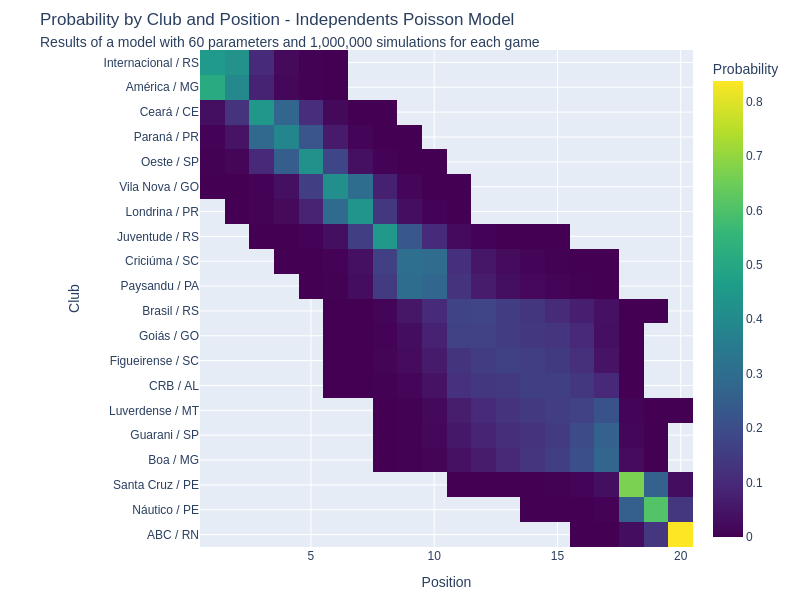 Probability by Club and Position - Independents Poisson Model
Results of a model with 60 parameters and 1,000,000 simulations for each game
Probability
Internacional / RS
América / MG
Ceará / CE
Paraná / PR
Oeste / SP
Vila Nova / GO
Londrina / PR
Juventude / RS
Criciúma / SC
Paysandu / PA
Brasil / RS
Goiás / GO
Figueirense / SC
CRB / AL
Luverdense / MT
Guarani / SP
Boa / MG
Santa Cruz / PE
Náutico / PE
ABC / RN
Club
5
10
15
20
Position
0.8
0.7
0.6
0.5
0.4
0.3
0.2
0.1
0